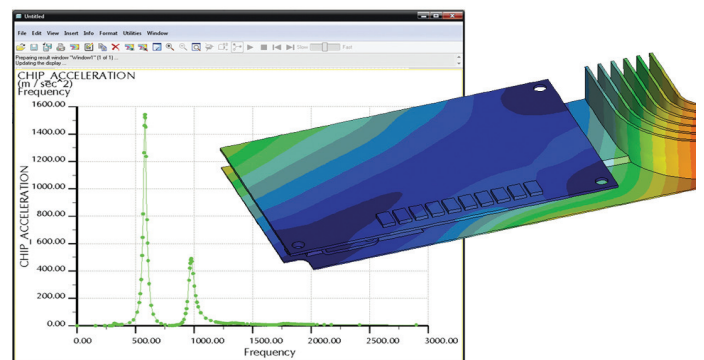 Untitled
File Edit View Insert Info Format Utilities Window
Slow Fast
Preparing result window "Window1" (1 of 1)...
Updating the display...
CHIP_ACCELERATION
(m / sec^2)
Frequency
1600.00
1400.00
1200.00
1000.00
800.00
600.00
400.00
200.00
0.00
CHIP_ACCELERATION
0.00 500.00 1000.00 1500.00 2000.00 2500.00 3000.00
Frequency